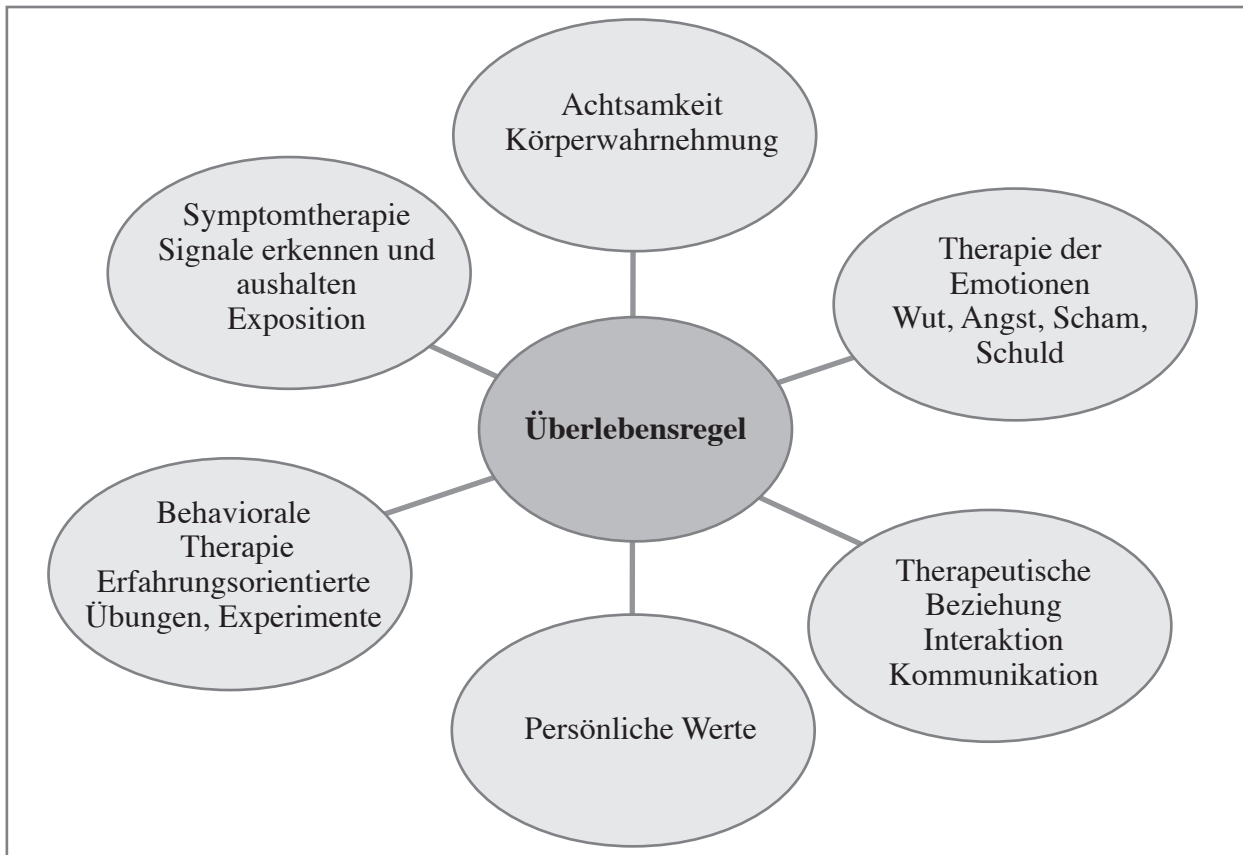 Achtsamkeit
Körperwahrnehmung
Symptomtherapie
Signale erkennen und
aushalten
Exposition
Therapie der
Emotionen
Wut, Angst, Scham,
Schuld
Überlebensregel
Behaviorale
Therapie
Erfahrungsorientierte
Übungen, Experimente
Therapeutische
Beziehung
Interaktion
Kommunikation
Persönliche Werte